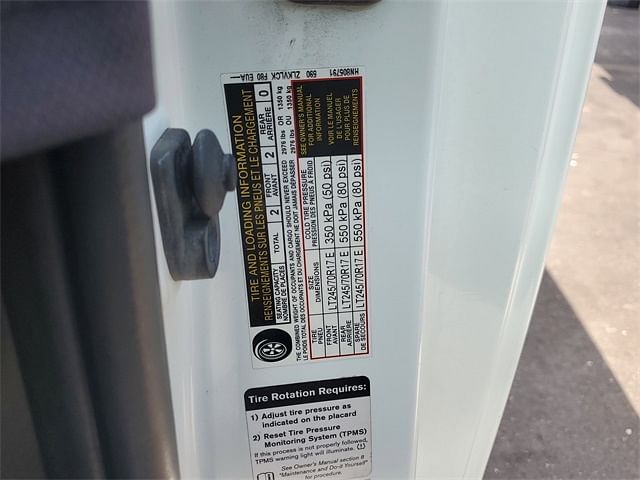 TIRE AND LOADING INFORMATION
RENSEIGNEMENTS SUR LES PNEUS ET LE CHARGEMENT
SEATING CAPACITY
NOMBRE DE PLACES
TOTAL 2
FRONT
AVANT 2
REAR
ARRIÈRE 0
THE COMBINED WEIGHT OF OCCUPANTS AND CARGO SHOULD NEVER EXCEED 2976 lbs OR 1350 kg
LE POIDS TOTAL DES OCCUPANTS ET DU CHARGEMENT NE DOIT JAMAIS DÉPASSER 2976 lbs OU 1350 kg
TIRE
PNEU
SIZE
DIMENSIONS
COLD TIRE PRESSURE
PRESSION DES PNEUS À FROID
FRONT
AVANT
LT245/70R17 E 350 kPa (50 psi)
REAR
ARRIÈRE
LT245/70R17 E 550 kPa (80 psi)
SPARE
DE SECOURS
LT245/70R17 E 550 kPa (80 psi)
SEE OWNER'S MANUAL
FOR ADDITIONAL
INFORMATION
VOIR LE MANUEL
DE L'USAGER
POUR PLUS DE
RENSEIGNEMENTS
HN806791 590 ZLKVLCK F80 EUA
Tire Rotation Requires:
1) Adjust tire pressure as
indicated on the placard
2) Reset Tire Pressure
Monitoring System (TPMS)
If this process is not properly followed,
TPMS warning light will illuminate. (!)
See Owner's Manual section 8
"Maintenance and Do-it Yourself"
for procedure.